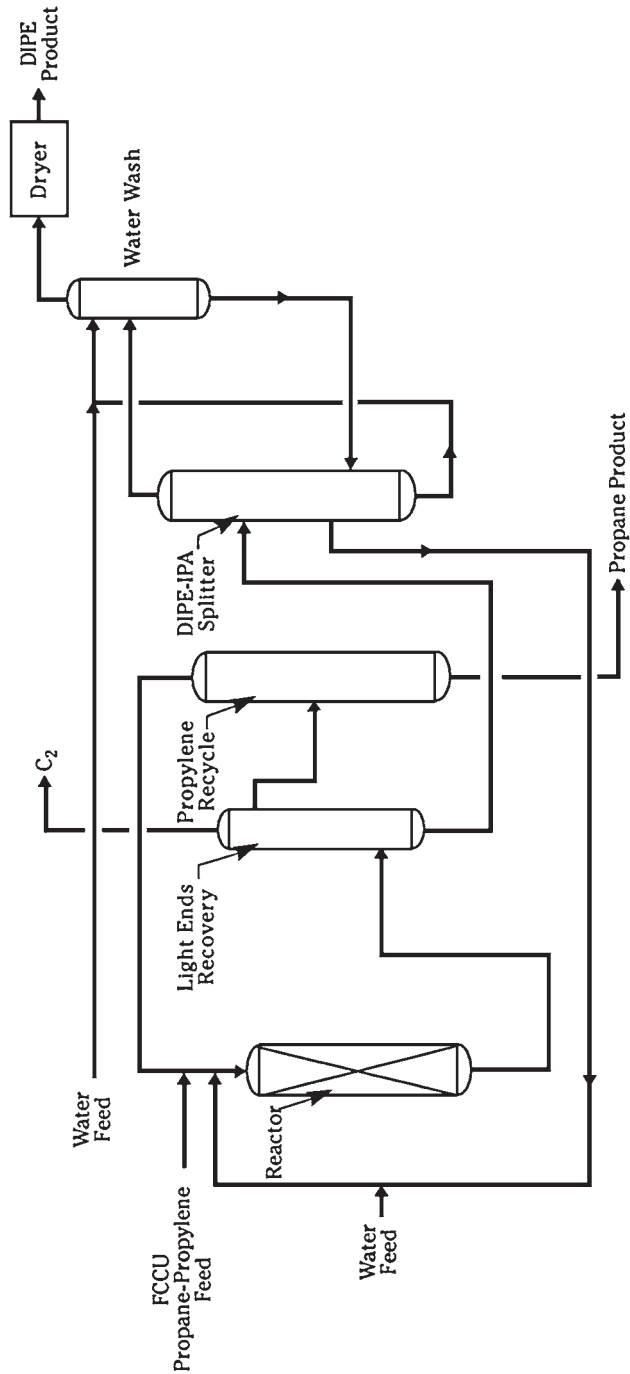 DIPE
Product
Dryer
Water Wash
DIPE-IPA
Splitter
Propane Product
Propylene
Recycle
C₂
Light Ends
Recovery
Water
Feed
Reactor
FCCU
Propane-Propylene
Feed
Water
Feed